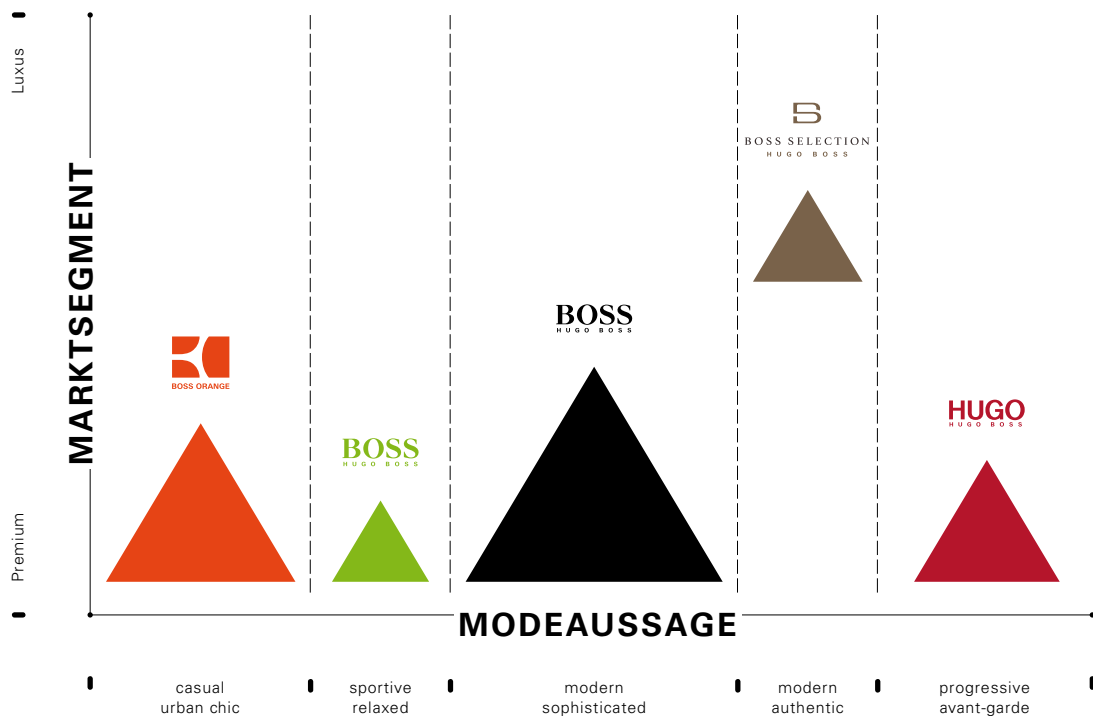 Luxus
MARKTSEGMENT
Premium
B
BOSS SELECTION
HUGO BOSS
BOSS
HUGO BOSS
BOSS ORANGE
HUGO
HUGO BOSS
BOSS
HUGO BOSS
MODEAUSSAGE
casual
urban chic
sportive
relaxed
modern
sophisticated
modern
authentic
progressive
avant-garde